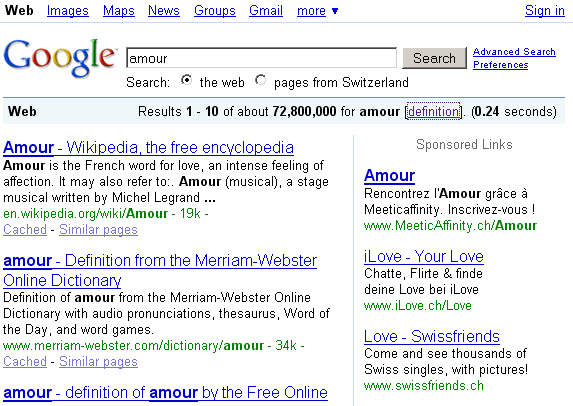 Web Images Maps News Groups Gmail more ▼ Sign in
Google amour Search Advanced Search
Preferences
Search: the web pages from Switzerland
Web Results 1 - 10 of about 72,800,000 for amour [definition]. (0.24 seconds)
Amour - Wikipedia, the free encyclopedia
Amour is the French word for love, an intense feeling of
affection. It may also refer to:. Amour (musical), a stage
musical written by Michel Legrand ...
en.wikipedia.org/wiki/Amour - 19k -
Cached - Similar pages
amour - Definition from the Merriam-Webster
Online Dictionary
Definition of amour from the Merriam-Webster Online
Dictionary with audio pronunciations, thesaurus, Word of
the Day, and word games.
www.merriam-webster.com/dictionary/amour - 34k -
Cached - Similar pages
amour - definition of amour by the Free Online
Sponsored Links
Amour
Rencontrez l'Amour grâce à
Meeticaffinity. Inscrivez-vous !
www.MeeticAffinity.ch/Amour
iLove - Your Love
Chatte, Flirte & finde
deine Love bei iLove
www.iLove.ch/Love
Love - Swissfriends
Come and see thousands of
Swiss singles, with pictures!
www.swissfriends.ch